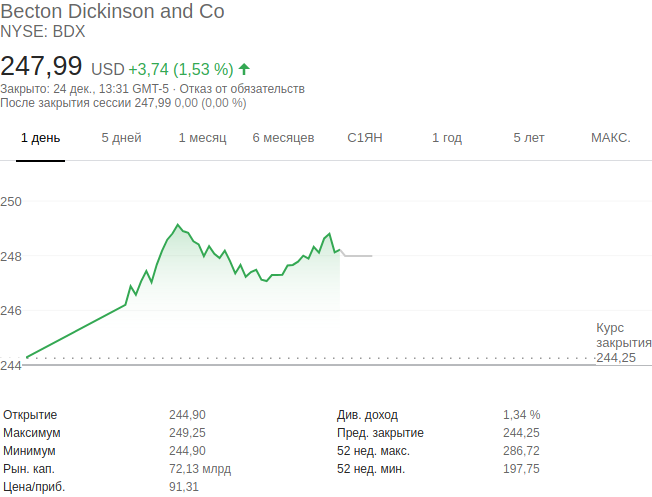 Becton Dickinson and Co
NYSE: BDX
247,99 USD +3,74 (1,53 %)
Закрыто: 24 дек., 13:31 GMT-5 · Отказ от обязательств
После закрытия сессии 247,99 0,00 (0,00 %)
1 день 5 дней 1 месяц 6 месяцев С1ЯН 1 год 5 лет МАКС.
250
248
246
Курс
закрытия
244,25
244
Открытие 244,90 Див. доход 1,34 %
Максимум 249,25 Пред. закрытие 244,25
Минимум 244,90 52 нед. макс. 286,72
Рын. кап. 72,13 млрд 52 нед. мин. 197,75
Цена/приб. 91,31